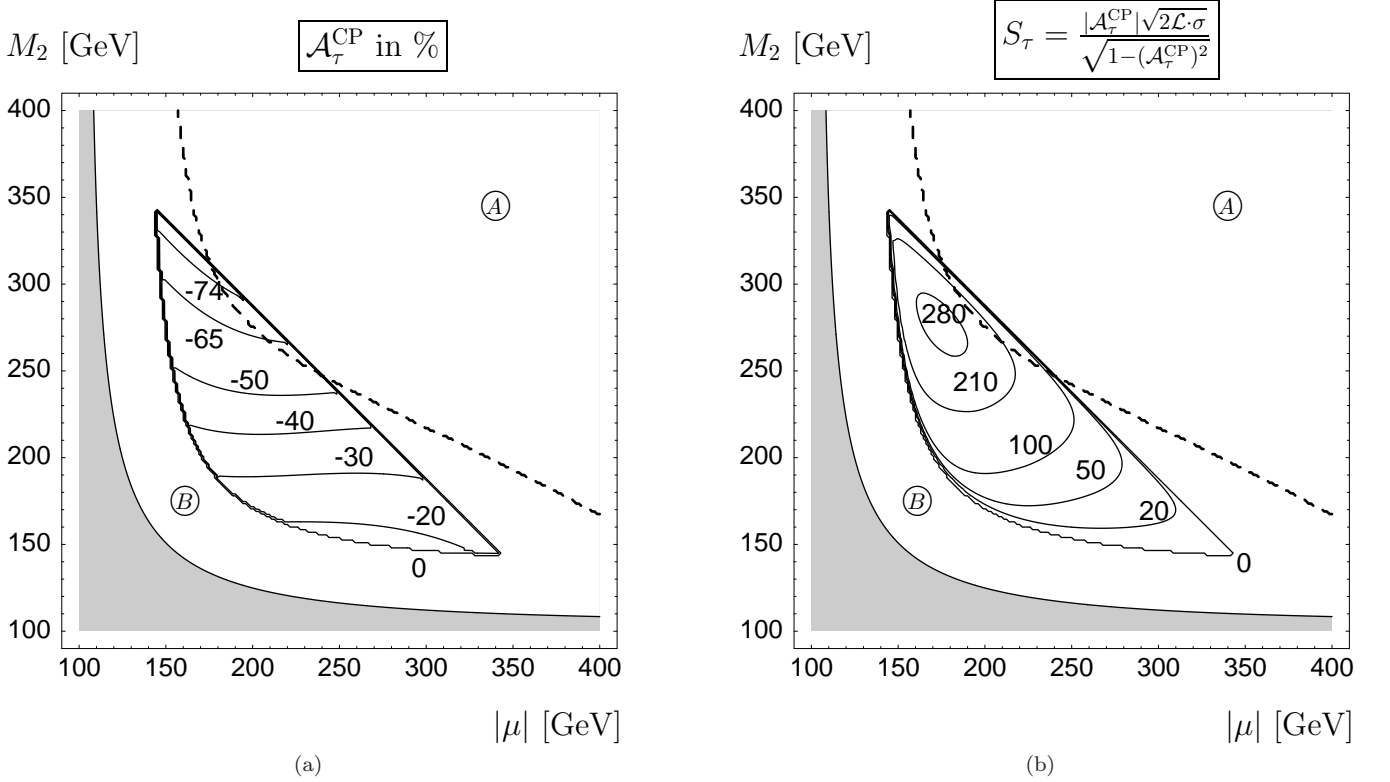 M₂ [GeV]
𝒜_τ^CP in %
400
350
300
250
200
150
100
100 150 200 250 300 350 400
A
B
-74
-65
-50
-40
-30
-20
0
|μ| [GeV]
(a)
M₂ [GeV]
S_τ = |𝒜_τ^CP|√(2ℒ·σ) / √(1−(𝒜_τ^CP)²)
400
350
300
250
200
150
100
100 150 200 250 300 350 400
A
B
280
210
100
50
20
0
|μ| [GeV]
(b)